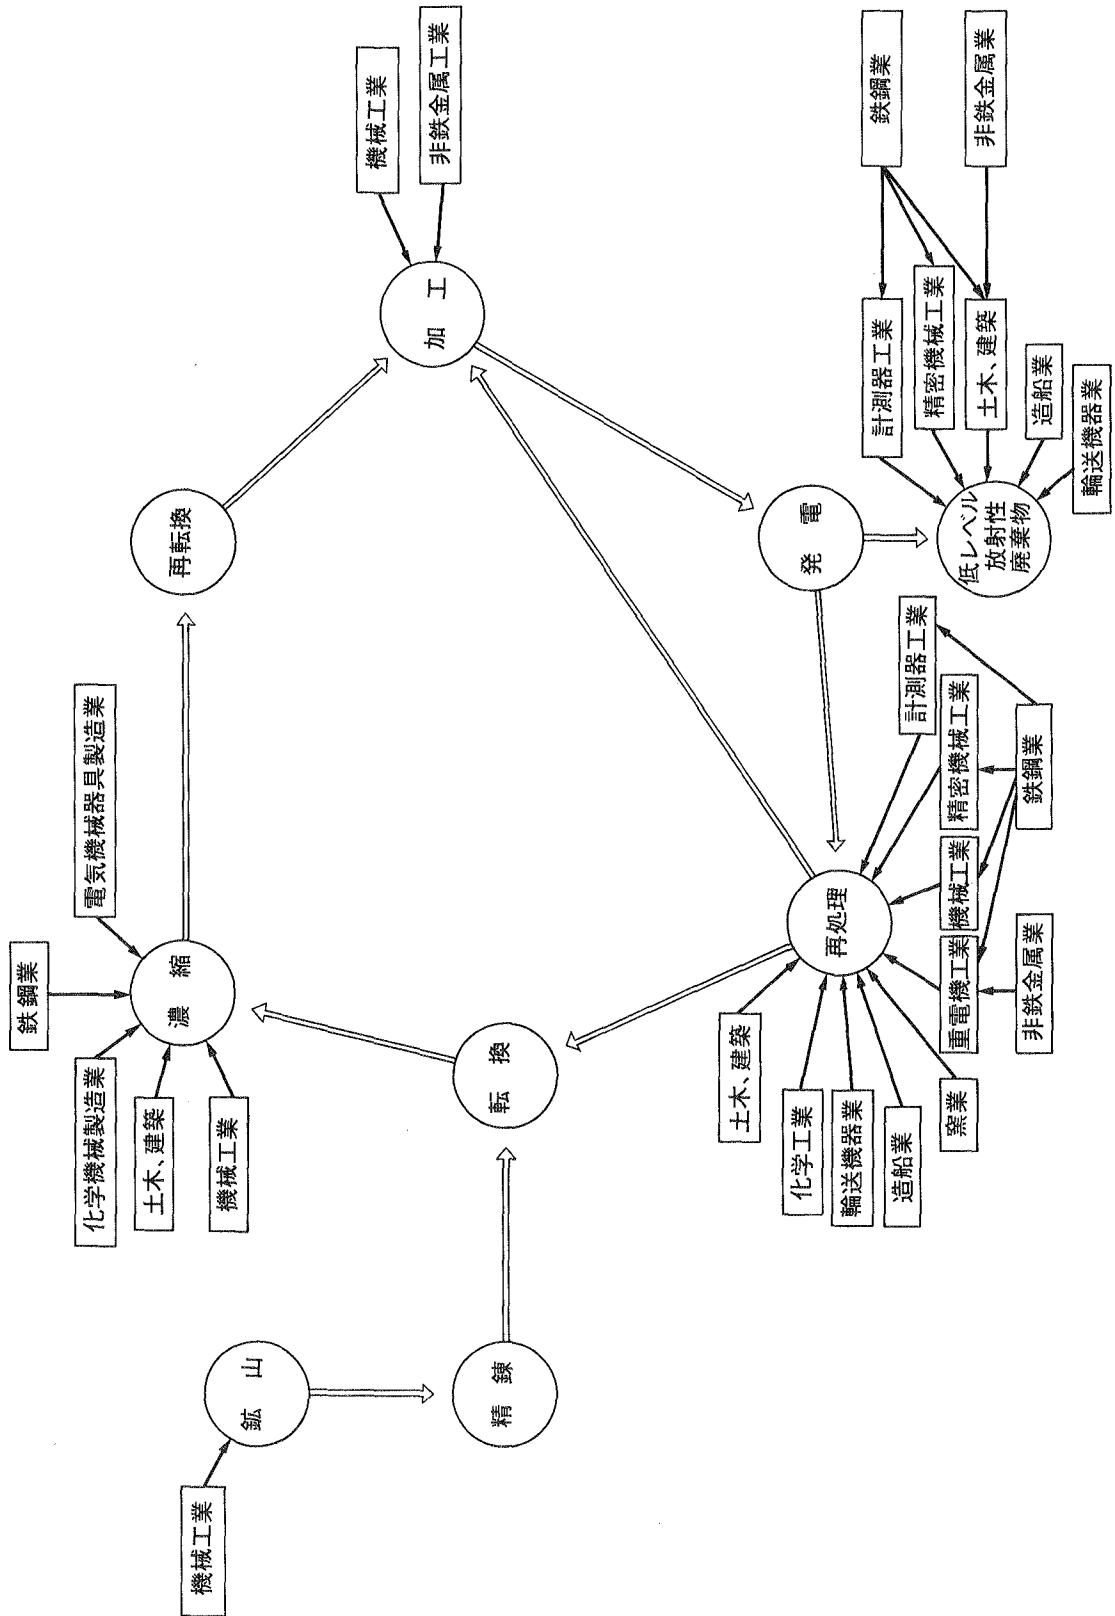 機械工業
鉱山
精錬
転換
鉄鋼業
化学機械製造業
電気機械器具製造業
土木、建築
機械工業
濃縮
再転換
機械工業
非鉄金属工業
加工
発電
土木、建築
化学工業
輸送機器業
造船業
窯業
再処理
重電機工業
機械工業
精密機械工業
計測器工業
非鉄金属業
鉄鋼業
低レベル
放射性
廃棄物
計測器工業
精密機械工業
土木、建築
造船業
輸送機器業
鉄鋼業
非鉄金属業